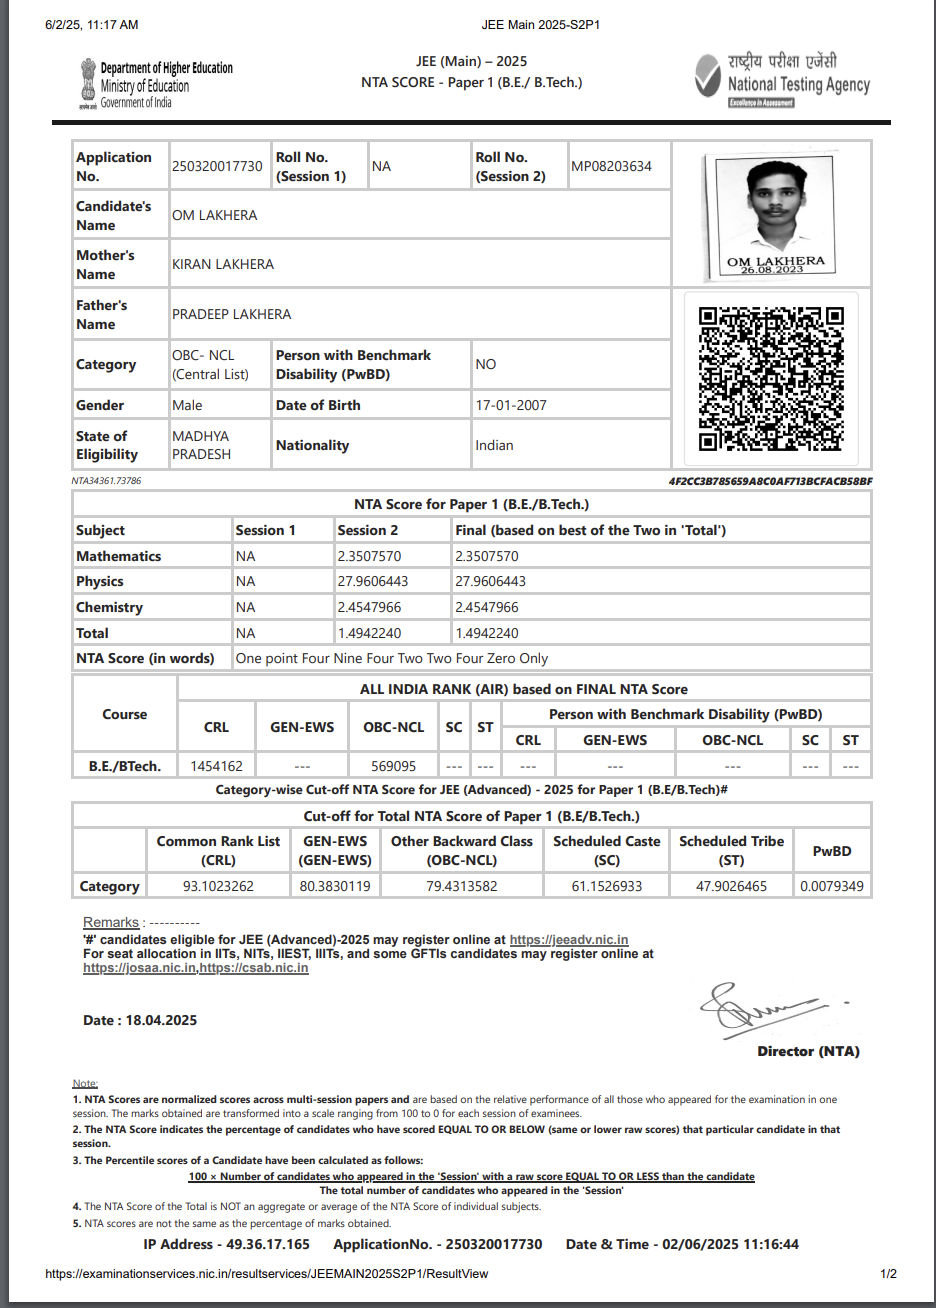 6/2/25, 11:17 AM JEE Main 2025-S2P1
Department of Higher Education
Ministry of Education
Government of India
JEE (Main) – 2025
NTA SCORE - Paper 1 (B.E./ B.Tech.)
राष्ट्रीय परीक्षा एजेंसी
National Testing Agency
Excellence in Assessment
Application No. 250320017730 Roll No. (Session 1) NA Roll No. (Session 2) MP08203634
Candidate's Name OM LAKHERA
Mother's Name KIRAN LAKHERA
Father's Name PRADEEP LAKHERA
OM LAKHERA
26.08.2023
Category OBC- NCL (Central List) Person with Benchmark Disability (PwBD) NO
Gender Male Date of Birth 17-01-2007
State of Eligibility MADHYA PRADESH Nationality Indian
NTA34361.73786 4F2CC3B785659A8C0AF713BCFACB58BF
NTA Score for Paper 1 (B.E./B.Tech.)
Subject Session 1 Session 2 Final (based on best of the Two in 'Total')
Mathematics NA 2.3507570 2.3507570
Physics NA 27.9606443 27.9606443
Chemistry NA 2.4547966 2.4547966
Total NA 1.4942240 1.4942240
NTA Score (in words) One point Four Nine Four Two Two Four Zero Only
ALL INDIA RANK (AIR) based on FINAL NTA Score
Course CRL GEN-EWS OBC-NCL SC ST Person with Benchmark Disability (PwBD)
CRL GEN-EWS OBC-NCL SC ST
B.E./BTech. 1454162 --- 569095 --- --- --- --- --- --- ---
Category-wise Cut-off NTA Score for JEE (Advanced) - 2025 for Paper 1 (B.E/B.Tech)#
Cut-off for Total NTA Score of Paper 1 (B.E/B.Tech.)
Common Rank List (CRL) GEN-EWS (GEN-EWS) Other Backward Class (OBC-NCL) Scheduled Caste (SC) Scheduled Tribe (ST) PwBD
Category 93.1023262 80.3830119 79.4313582 61.1526933 47.9026465 0.0079349
Remarks : ----------
'#' candidates eligible for JEE (Advanced)-2025 may register online at https://jeeadv.nic.in
For seat allocation in IITs, NITs, IIEST, IIITs, and some GFTIs candidates may register online at
https://josaa.nic.in,https://csab.nic.in
Date : 18.04.2025
Director (NTA)
Note:
1. NTA Scores are normalized scores across multi-session papers and are based on the relative performance of all those who appeared for the examination in one
session. The marks obtained are transformed into a scale ranging from 100 to 0 for each session of examinees.
2. The NTA Score indicates the percentage of candidates who have scored EQUAL TO OR BELOW (same or lower raw scores) that particular candidate in that
session.
3. The Percentile scores of a Candidate have been calculated as follows:
100 × Number of candidates who appeared in the 'Session' with a raw score EQUAL TO OR LESS than the candidate
The total number of candidates who appeared in the 'Session'
4. The NTA Score of the Total is NOT an aggregate or average of the NTA Score of individual subjects.
5. NTA scores are not the same as the percentage of marks obtained.
IP Address - 49.36.17.165 ApplicationNo. - 250320017730 Date & Time - 02/06/2025 11:16:44
https://examinationservices.nic.in/resultservices/JEEMAIN2025S2P1/ResultView 1/2